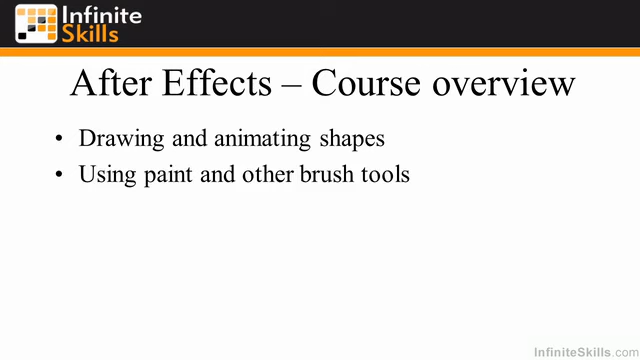 Infinite
Skills
After Effects – Course overview
• Drawing and animating shapes
• Using paint and other brush tools
InfiniteSkills.com